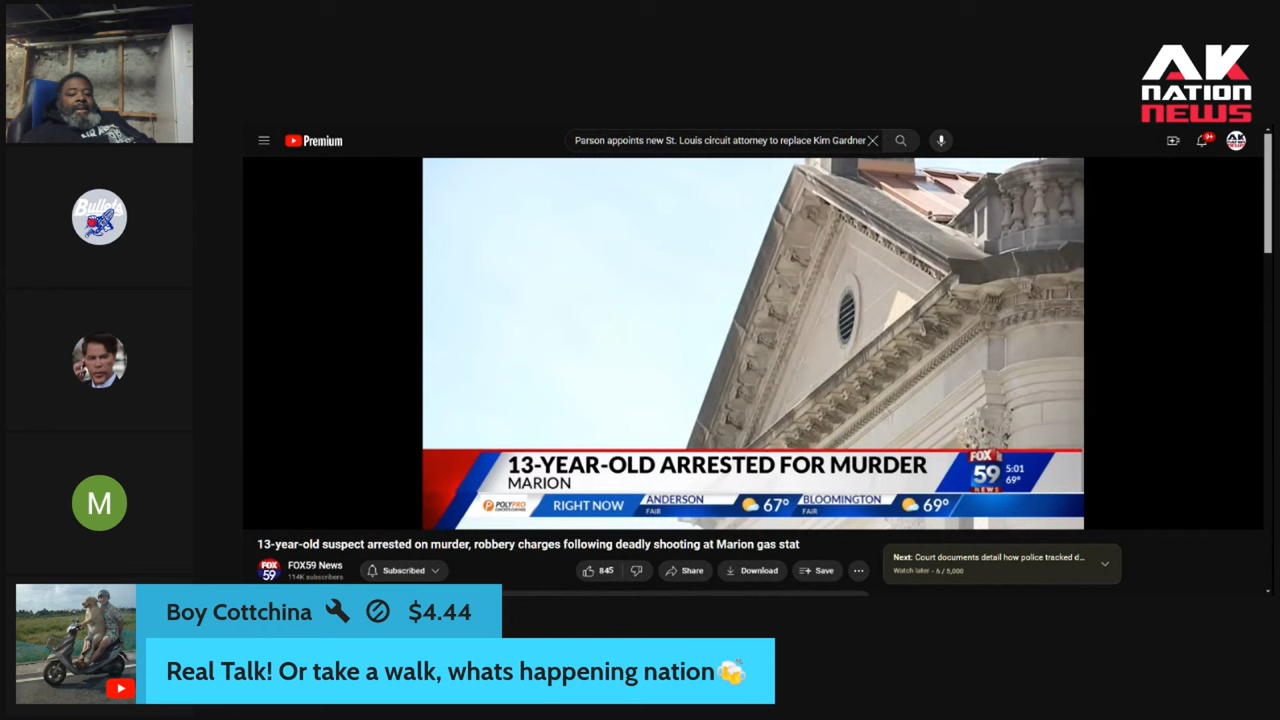 AK
NATION
NEWS
Premium
Parson appoints new St. Louis circuit attorney to replace Kim Gardner
9+
Bullets
13-YEAR-OLD ARRESTED FOR MURDER
MARION
FOX
59
NEWS
5:01
69°
POLYPRO
RIGHT NOW
ANDERSON
FAIR
67°
BLOOMINGTON
FAIR
69°
M
13-year-old suspect arrested on murder, robbery charges following deadly shooting at Marion gas stat
FOX59 News
114K subscribers
Subscribed
845
Share
Download
Save
Next: Court documents detail how police tracked d...
Watch later - 6 / 5,000
Boy Cottchina $4.44
Real Talk! Or take a walk, whats happening nation